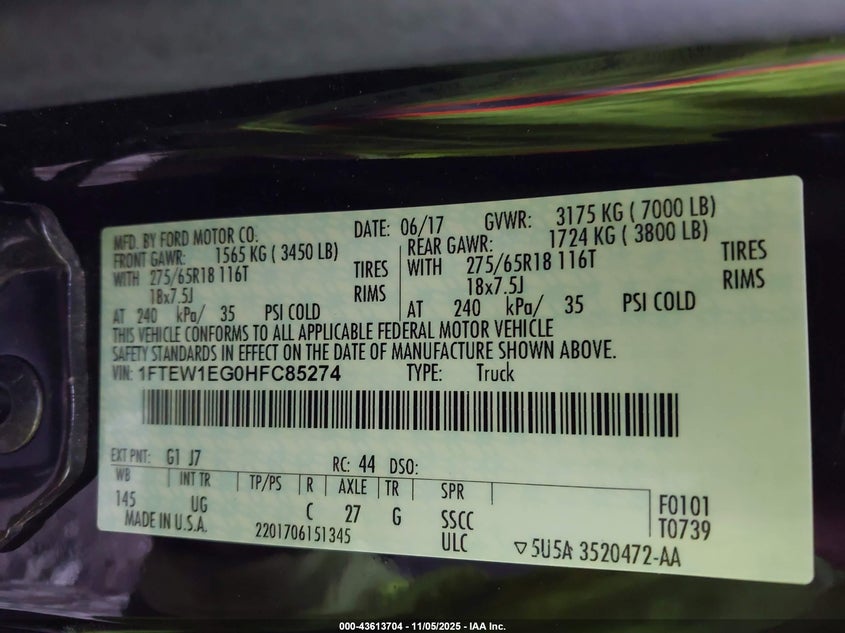 MFD. BY FORD MOTOR CO. DATE: 06/17 GVWR: 3175 KG ( 7000 LB)
FRONT GAWR: 1565 KG ( 3450 LB) REAR GAWR: 1724 KG ( 3800 LB)
WITH 275/65R18 116T TIRES WITH 275/65R18 116T TIRES
18x7.5J RIMS 18x7.5J RIMS
AT 240 kPa/ 35 PSI COLD AT 240 kPa/ 35 PSI COLD
THIS VEHICLE CONFORMS TO ALL APPLICABLE FEDERAL MOTOR VEHICLE
SAFETY STANDARDS IN EFFECT ON THE DATE OF MANUFACTURE SHOWN ABOVE.
VIN: 1FTEW1EG0HFC85274 TYPE: Truck
EXT PNT: G1 J7 RC: 44 DSO:
WB INT TR TP/PS R AXLE TR SPR F0101
145 UG C 27 G SSCC T0739
MADE IN U.S.A. 2201706151345 ULC ▽5U5A 3520472-AA
000-43613704 - 11/05/2025 - IAA Inc.